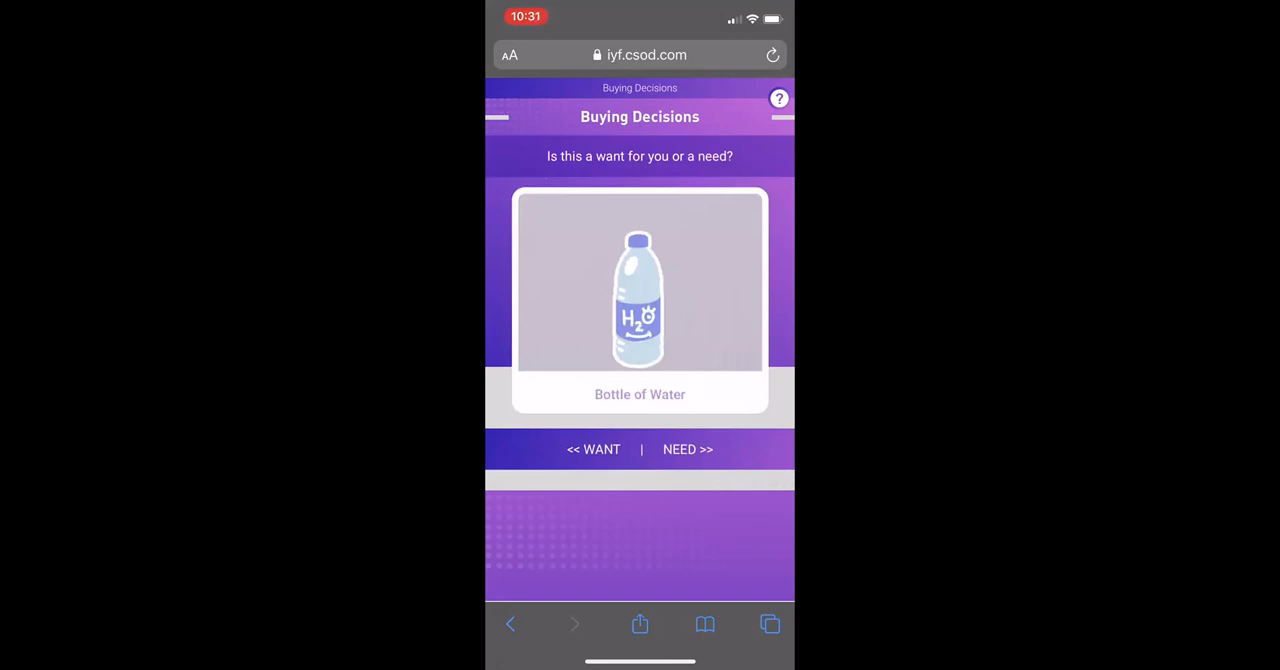 10:31
AA iyf.csod.com
Buying Decisions
?
Buying Decisions
Is this a want for you or a need?
H2O
Bottle of Water
<< WANT | NEED >>